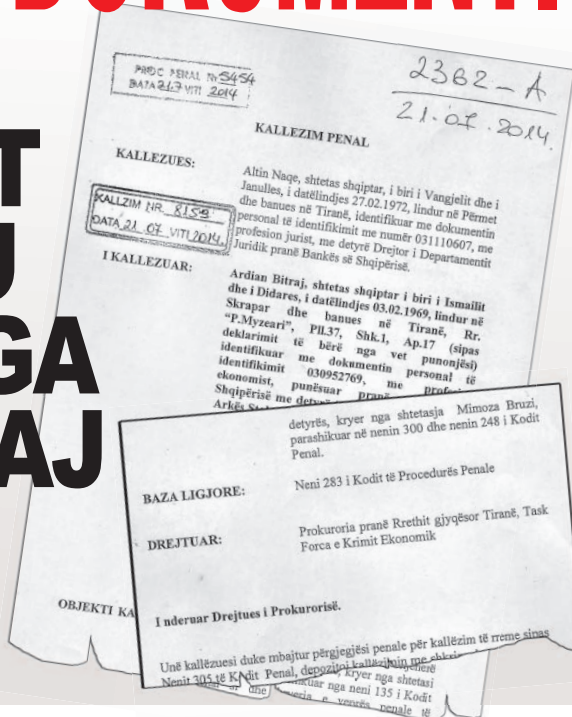 DOKUMENTI
PROC PENAL Nr 5454
DATA 21.7 VITI 2014
2362 - A
21.07.2014.
KALLEZIM PENAL
KALLEZUES:
Altin Naqe, shtetas shqiptar, i biri i Vangjelit dhe i
Janulles, i datëlindjes 27.02.1972, lindur në Përmet
dhe banues në Tiranë, identifikuar me dokumentin
personal të identifikimit me numër 031110607, me
profesion jurist, me detyrë Drejtor i Departamentit
Juridik pranë Bankës së Shqipërisë.
KALLZIM NR. 8159
DATA 21.07 VITI 2014
I KALLEZUAR:
Ardian Bitraj, shtetas shqiptar i biri i Ismailit
dhe i Didares, i datëlindjes 03.02.1969, lindur në
Skrapar dhe banues në Tiranë, Rr.
"P.Myzeari", Pll.37, Shk.1, Ap.17 (sipas
deklarimit të bërë nga vet punonjësi)
identifikuar me dokumentin personal të
identifikimit 030952769, me
ekonomist, punësuar pranë
Shqipërisë me
Arkës
T
U
GA
AJ
detyrës, kryer nga shtetasja Mimoza Bruzi,
parashikuar në nenin 300 dhe nenin 248 i Kodit
Penal.
BAZA LIGJORE:
Neni 283 i Kodit të Procedurës Penale
DREJTUAR:
Prokuroria pranë Rrethit gjyqësor Tiranë, Task
Forca e Krimit Ekonomik
OBJEKTI KA
I nderuar Drejtues i Prokurorisë.
Unë kallëzuesi duke mbajtur përgjegjësi penale për kallëzim të rreme sipas
Nenit 305 të Kodit Penal, depozitoj kallëzimin me
kryer nga shtetasi
dhe nga neni 135 i Kodit
e veprës penale të